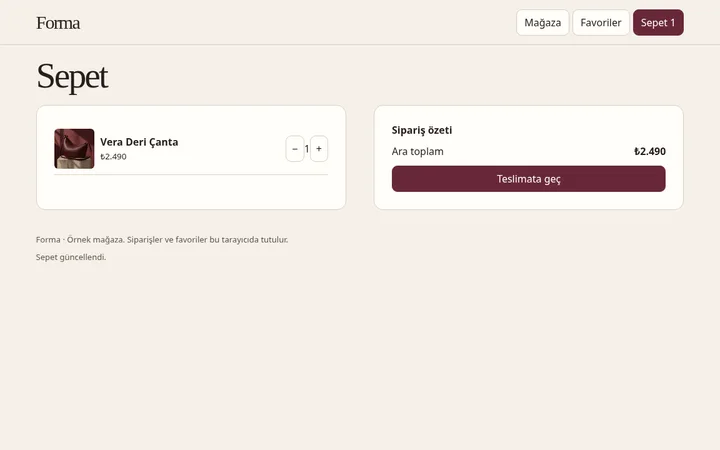 Forma
Mağaza Favoriler Sepet 1
Sepet
Vera Deri Çanta
₺2.490
− 1 +
Sipariş özeti
Ara toplam ₺2.490
Teslimata geç
Forma · Örnek mağaza. Siparişler ve favoriler bu tarayıcıda tutulur.
Sepet güncellendi.